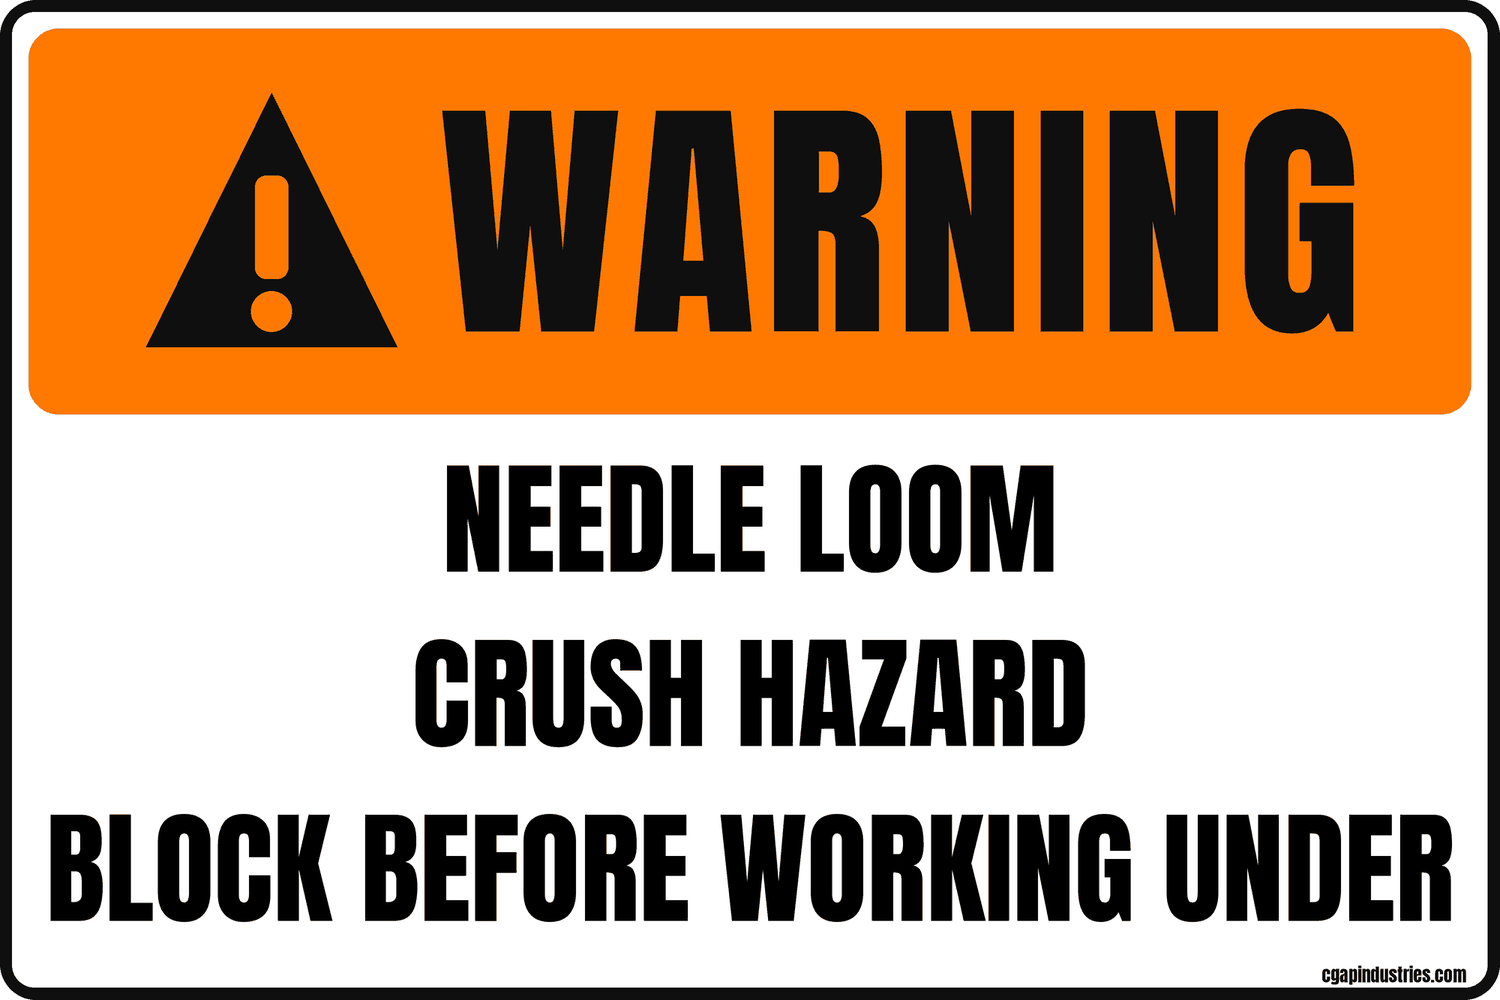 WARNING
NEEDLE LOOM
CRUSH HAZARD
BLOCK BEFORE WORKING UNDER
cgapindustries.com